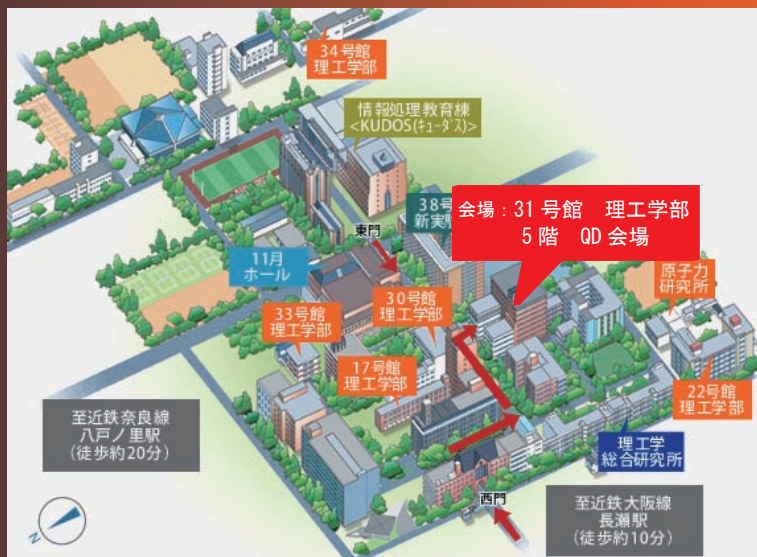 34号館
理工学部
情報処理教育棟
<KUDOS(ｷｭｰﾀﾞｽ)>
38号
新実験
会場：31号館　理工学部
5階　QD会場
東門
11月
ホール
原子力
研究所
30号館
理工学部
33号館
理工学部
17号館
理工学部
22号館
理工学部
至近鉄奈良線
八戸ノ里駅
(徒歩約20分)
理工学
総合研究所
西門
至近鉄大阪線
長瀬駅
(徒歩約10分)
N